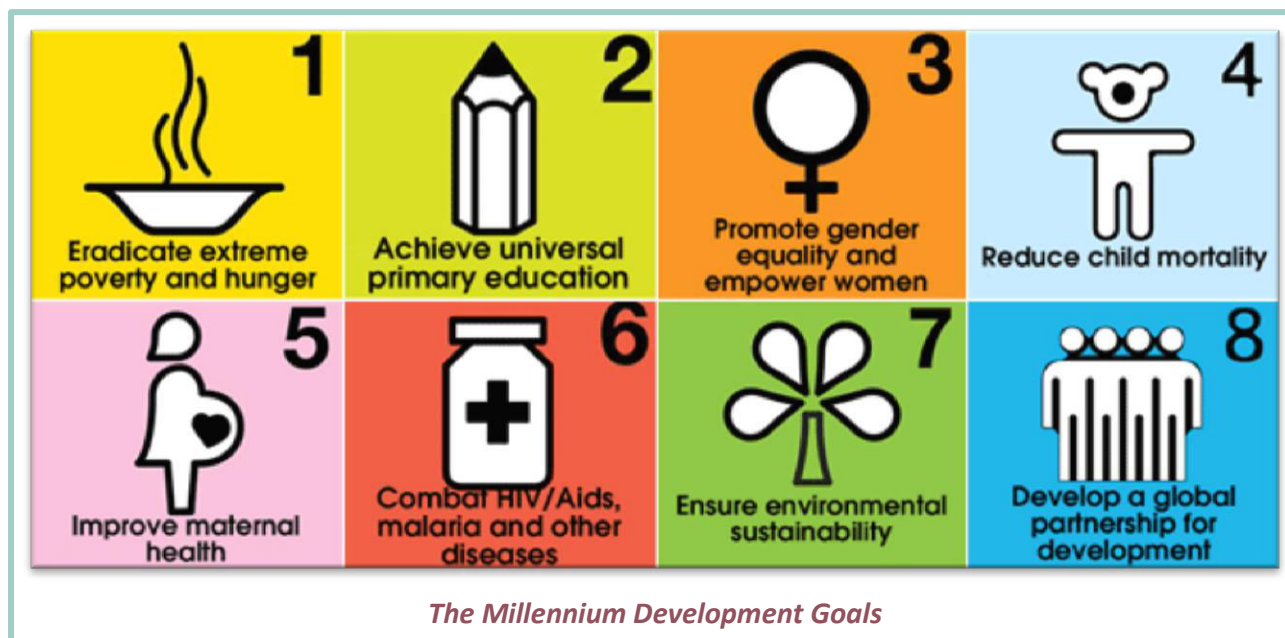 1
Eradicate extreme
poverty and hunger
2
Achieve universal
primary education
3
Promote gender
equality and
empower women
4
Reduce child mortality
5
Improve maternal
health
6
Combat HIV/Aids,
malaria and other
diseases
7
Ensure environmental
sustainability
8
Develop a global
partnership for
development
The Millennium Development Goals